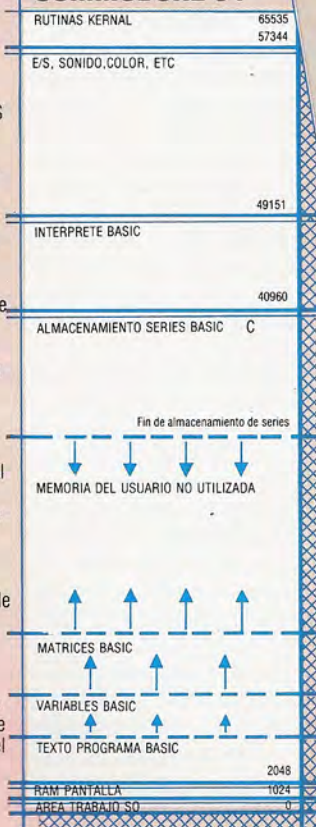 RUTINAS KERNAL 65535
57344
E/S, SONIDO,COLOR, ETC
49151
INTERPRETE BASIC
40960
ALMACENAMIENTO SERIES BASIC C
Fin de almacenamiento de series
MEMORIA DEL USUARIO NO UTILIZADA
MATRICES BASIC
VARIABLES BASIC
TEXTO PROGRAMA BASIC
2048
RAM PANTALLA 1024
AREA TRABAJO SO 0